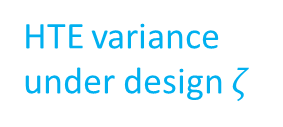 HTE variance
under design ζ